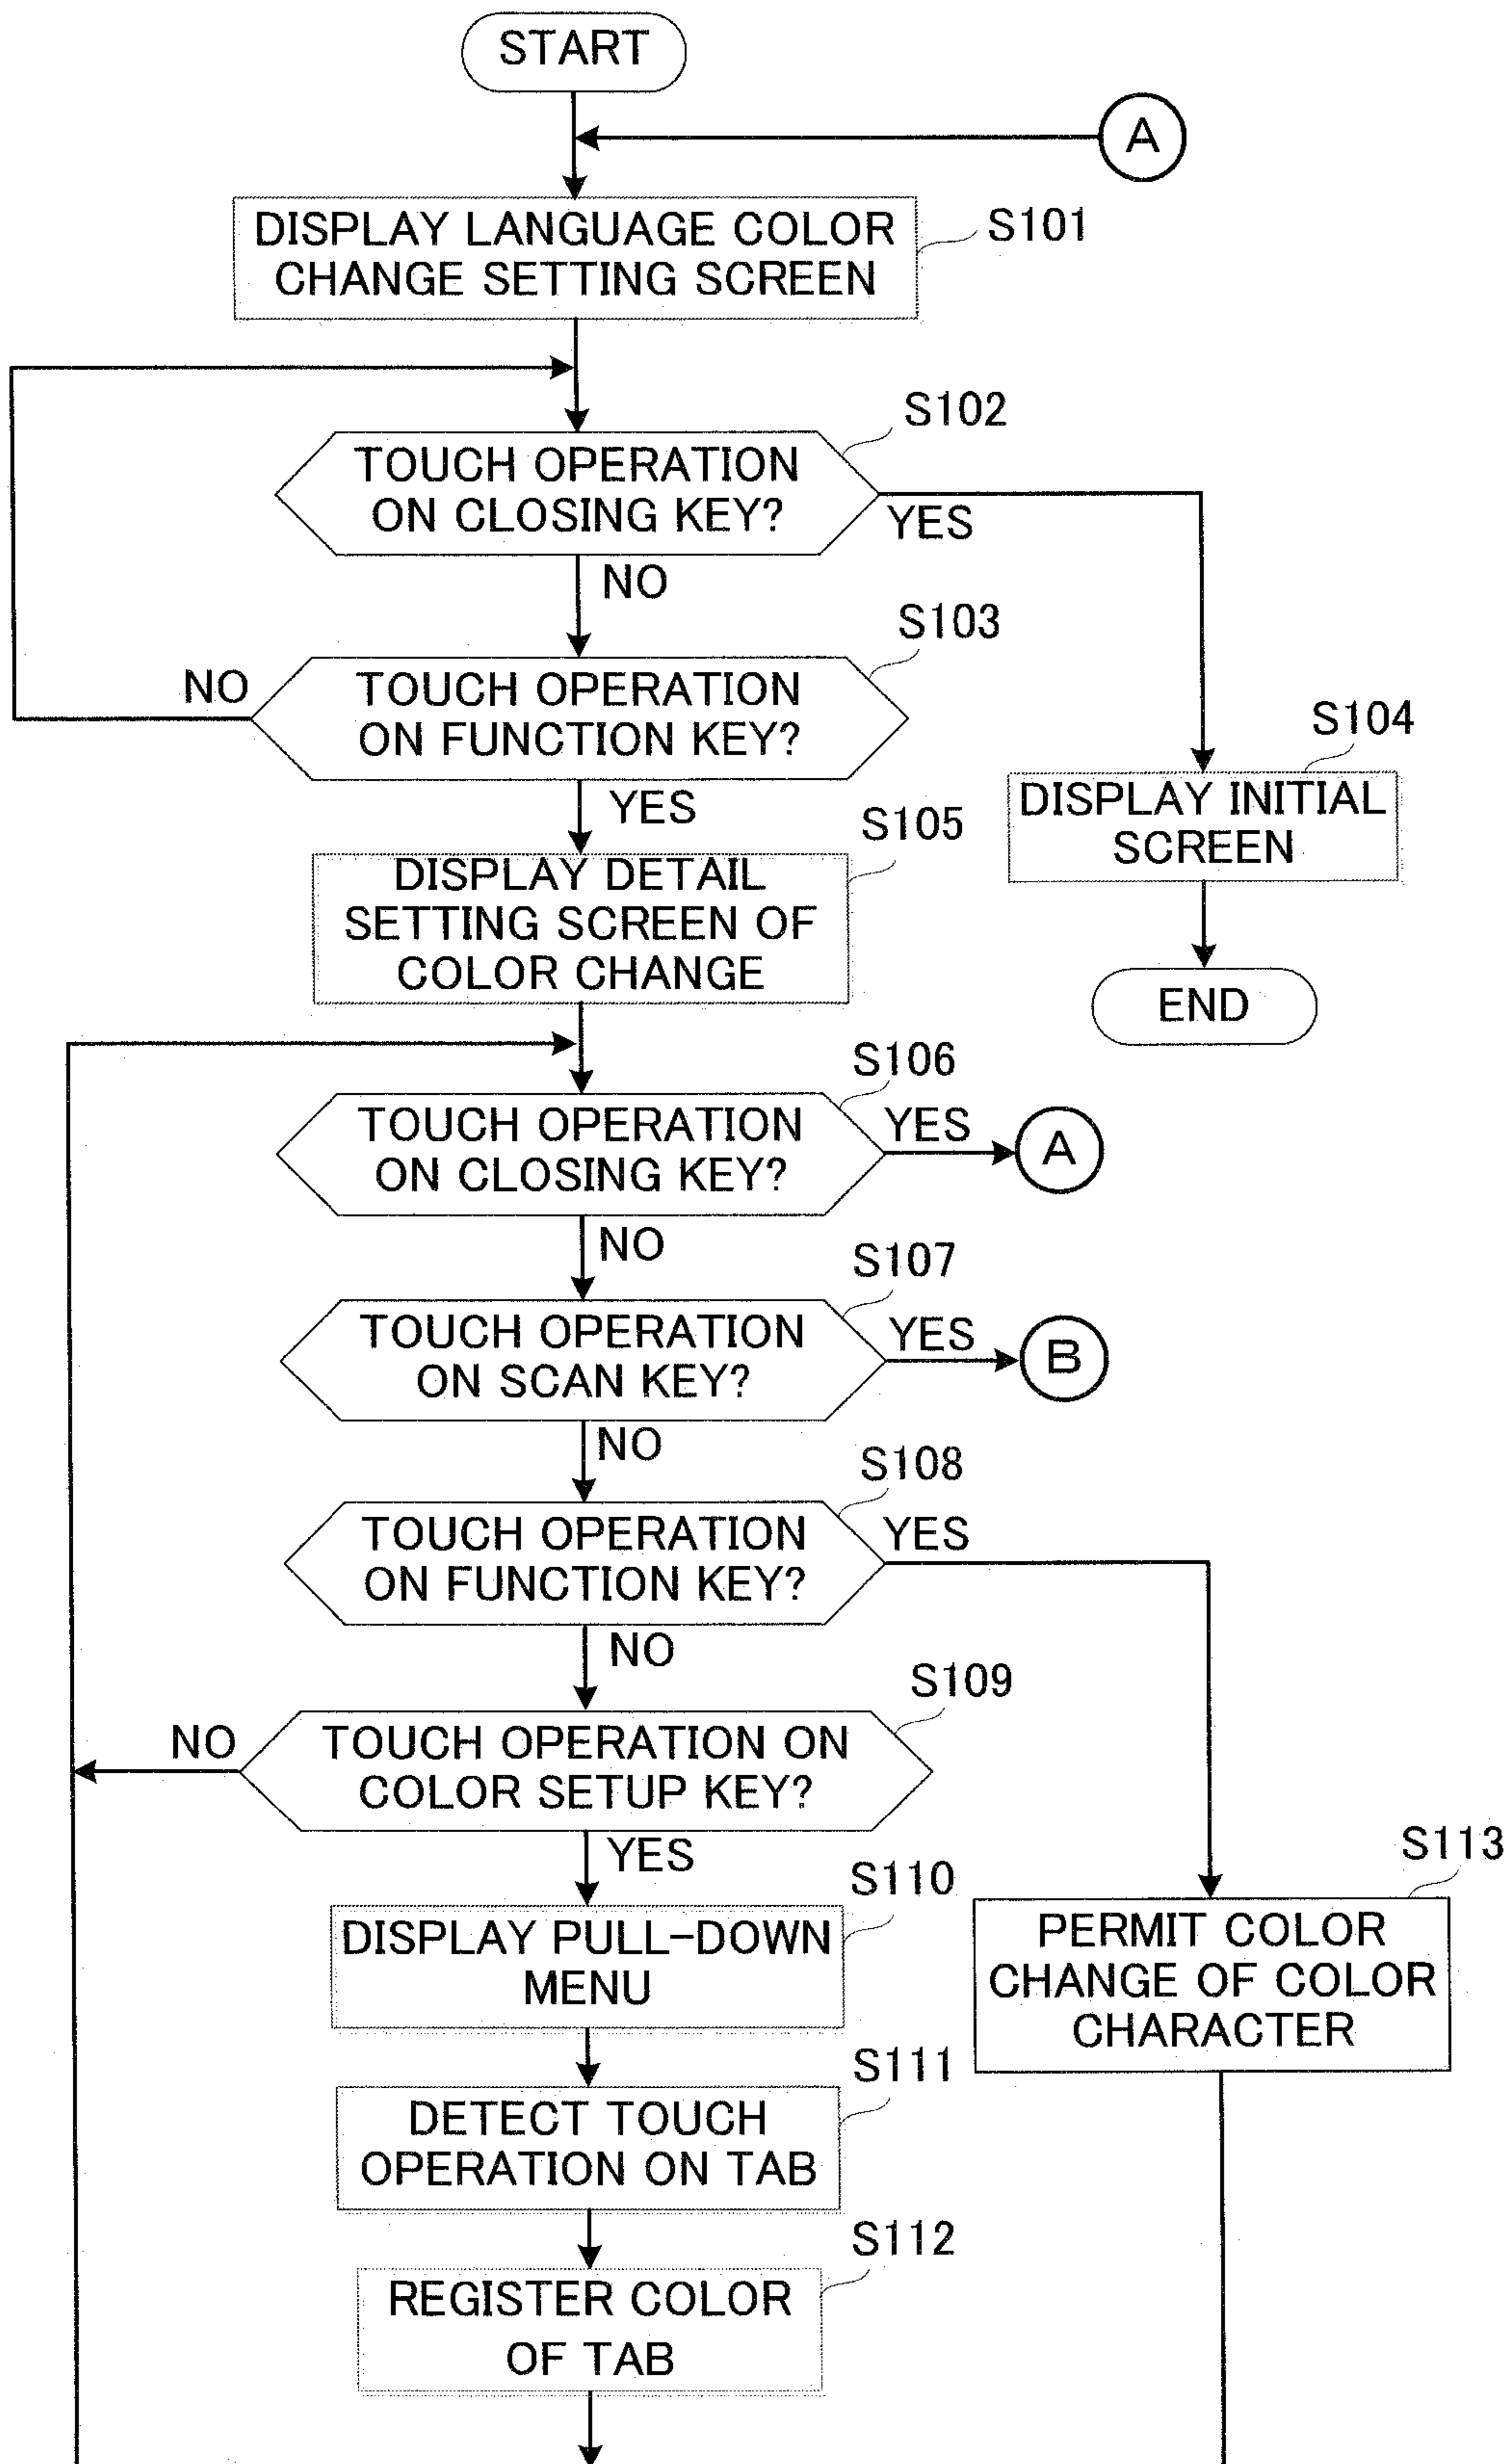 START
A
DISPLAY LANGUAGE COLOR
CHANGE SETTING SCREEN
S101
S102
TOUCH OPERATION
ON CLOSING KEY?
YES
NO
S103
NO
TOUCH OPERATION
ON FUNCTION KEY?
YES
S104
DISPLAY INITIAL
SCREEN
END
S105
DISPLAY DETAIL
SETTING SCREEN OF
COLOR CHANGE
S106
TOUCH OPERATION
ON CLOSING KEY?
YES
A
NO
S107
TOUCH OPERATION
ON SCAN KEY?
YES
B
NO
S108
TOUCH OPERATION
ON FUNCTION KEY?
YES
NO
S109
NO
TOUCH OPERATION ON
COLOR SETUP KEY?
YES
S110
DISPLAY PULL-DOWN
MENU
S113
PERMIT COLOR
CHANGE OF COLOR
CHARACTER
S111
DETECT TOUCH
OPERATION ON TAB
S112
REGISTER COLOR
OF TAB